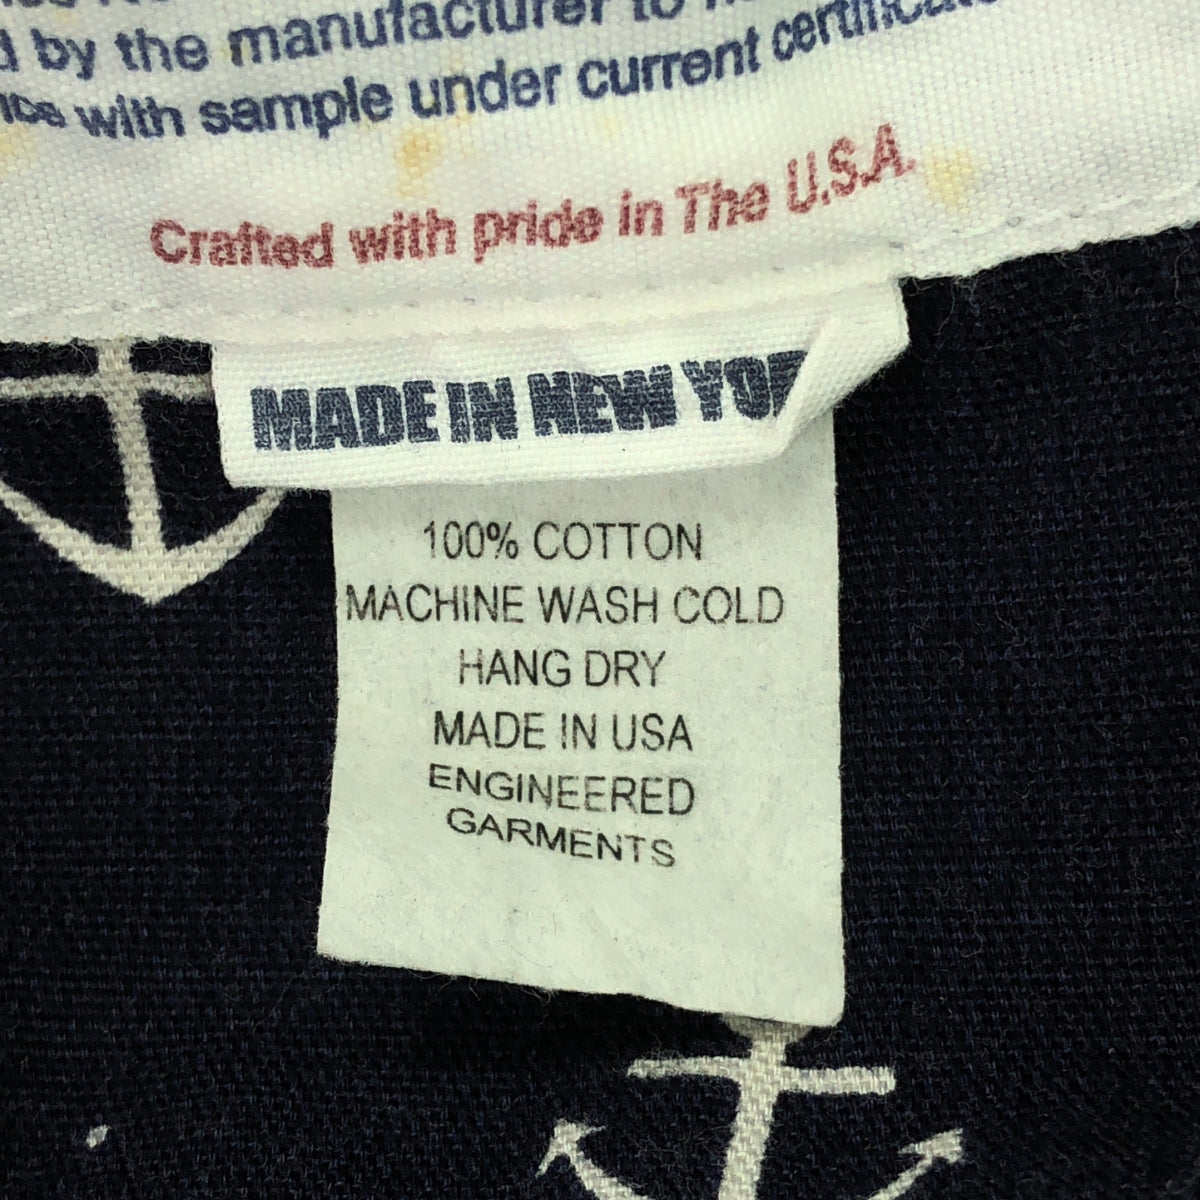 by the manufacturer to
with sample under current
Crafted with pride in The U.S.A.
MADE IN NEW
100% COTTON
MACHINE WASH COLD
HANG DRY
MADE IN USA
ENGINEERED
GARMENTS